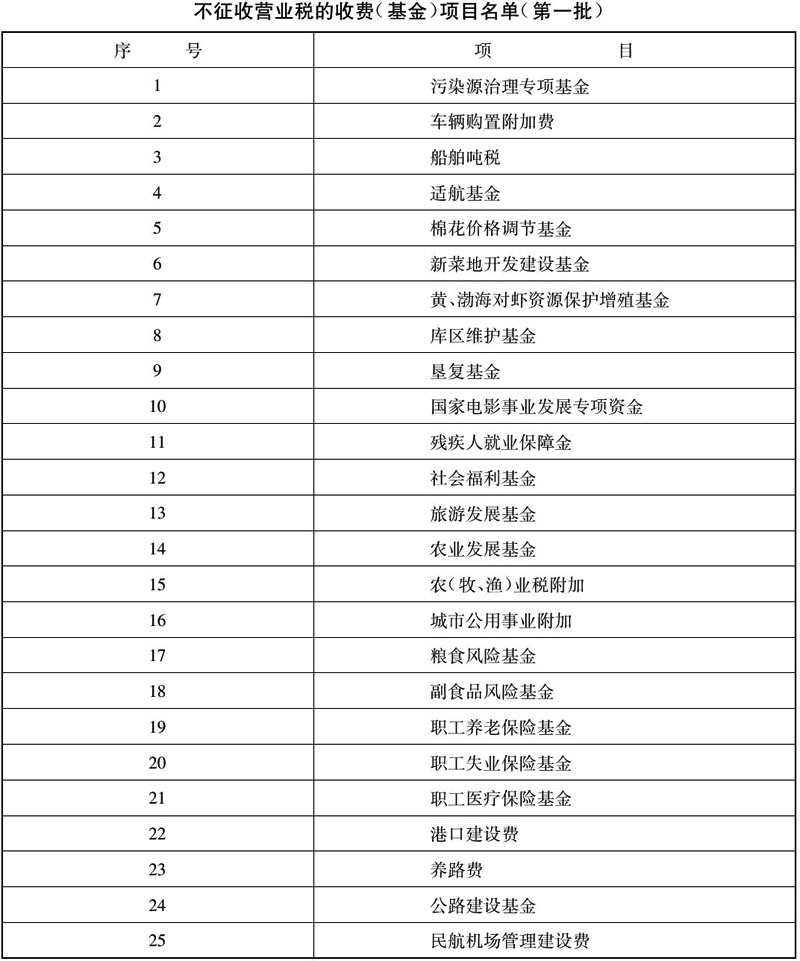 不征收营业税的收费(基金)项目名单(第一批)
序 号 项 目
1 污染源治理专项基金
2 车辆购置附加费
3 船舶吨税
4 适航基金
5 棉花价格调节基金
6 新菜地开发建设基金
7 黄、渤海对虾资源保护增殖基金
8 库区维护基金
9 垦复基金
10 国家电影事业发展专项资金
11 残疾人就业保障金
12 社会福利基金
13 旅游发展基金
14 农业发展基金
15 农(牧、渔)业税附加
16 城市公用事业附加
17 粮食风险基金
18 副食品风险基金
19 职工养老保险基金
20 职工失业保险基金
21 职工医疗保险基金
22 港口建设费
23 养路费
24 公路建设基金
25 民航机场管理建设费